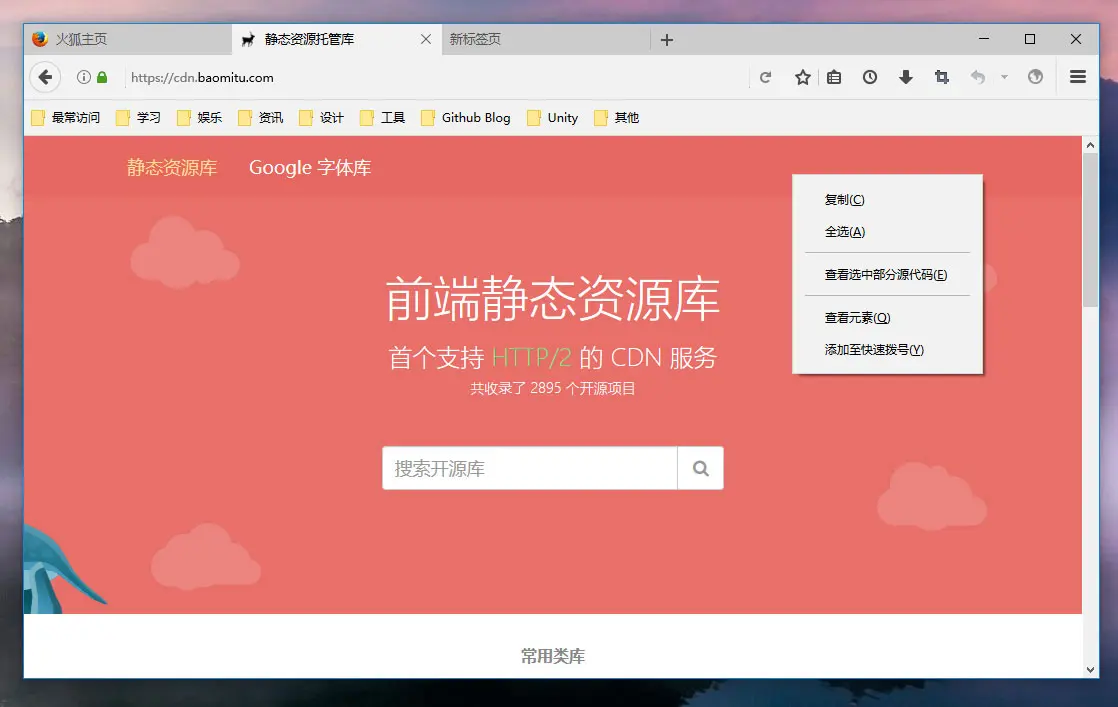 火狐主页
静态资源托管库
新标签页
https://cdn.baomitu.com
最常访问 学习 娱乐 资讯 设计 工具 Github Blog Unity 其他
静态资源库 Google 字体库
复制(C)
全选(A)
查看选中部分源代码(E)
查看元素(Q)
添加至快速拨号(Y)
前端静态资源库
首个支持 HTTP/2 的 CDN 服务
共收录了 2895 个开源项目
搜索开源库
常用类库